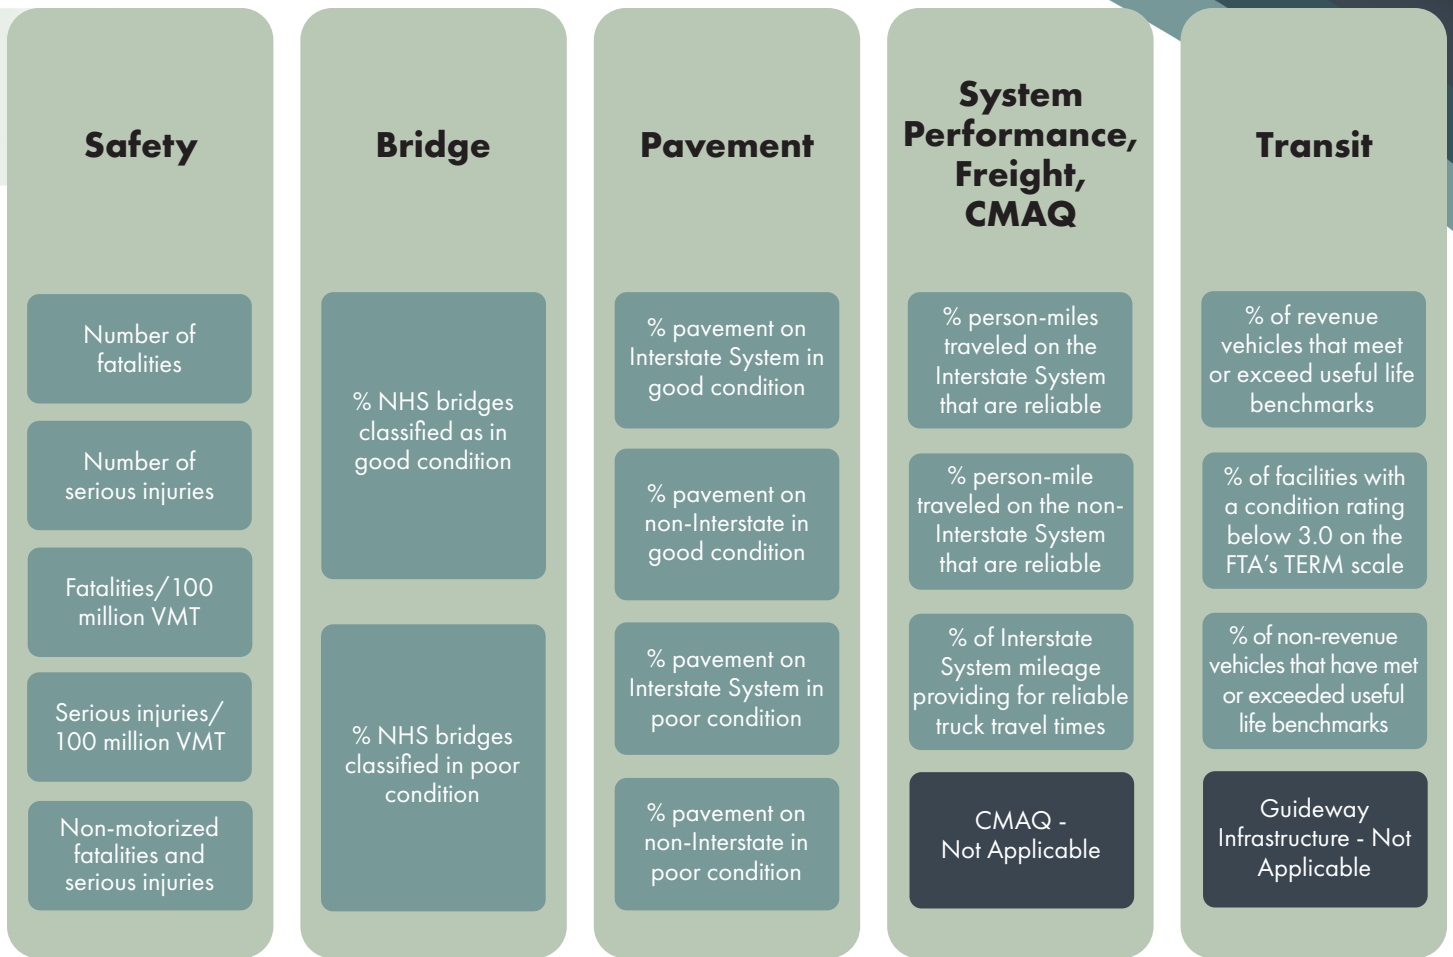 Safety
Number of
fatalities
Number of
serious injuries
Fatalities/100
million VMT
Serious injuries/
100 million VMT
Non-motorized
fatalities and
serious injuries
Bridge
% NHS bridges
classified as in
good condition
% NHS bridges
classified in poor
condition
Pavement
% pavement on
Interstate System in
good condition
% pavement on
non-Interstate in
good condition
% pavement on
Interstate System in
poor condition
% pavement on
non-Interstate in
poor condition
System
Performance,
Freight,
CMAQ
% person-miles
traveled on the
Interstate System
that are reliable
% person-mile
traveled on the non-
Interstate System
that are reliable
% of Interstate
System mileage
providing for reliable
truck travel times
CMAQ -
Not Applicable
Transit
% of revenue
vehicles that meet
or exceed useful life
benchmarks
% of facilities with
a condition rating
below 3.0 on the
FTA's TERM scale
% of non-revenue
vehicles that have met
or exceeded useful
life benchmarks
Guideway
Infrastructure - Not
Applicable